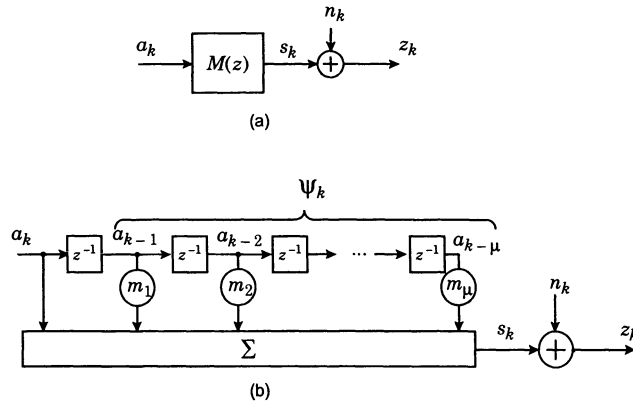 n_k
a_k M(z) s_k + z_k
(a)
Ψ_k
a_k z⁻¹ a_{k-1} z⁻¹ a_{k-2} z⁻¹ ... z⁻¹ a_{k-μ}
m_1 m_2 m_μ n_k
Σ s_k + z_k
(b)